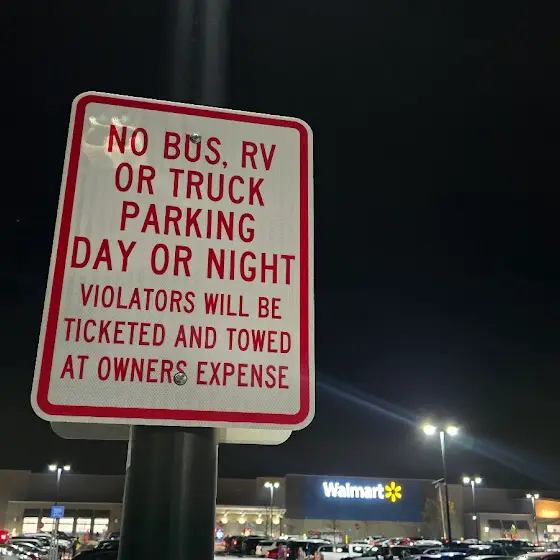 NO BUS, RV
OR TRUCK
PARKING
DAY OR NIGHT
VIOLATORS WILL BE
TICKETED AND TOWED
AT OWNERS EXPENSE
Walmart